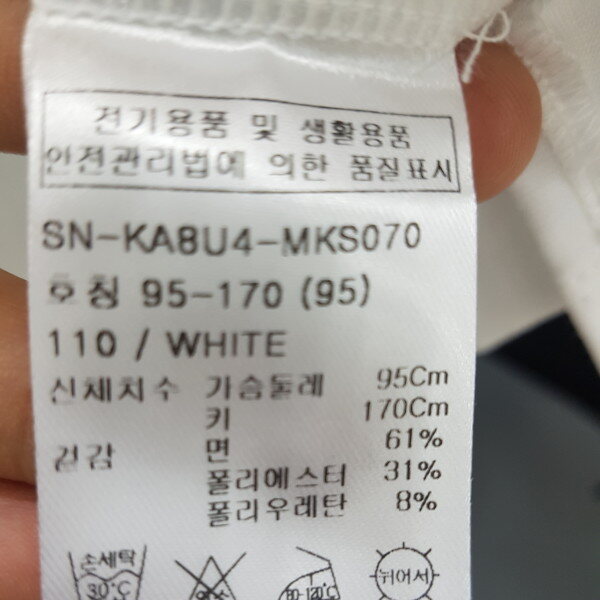 전기용품 및 생활용품
안전관리법에 의한 품질표시
SN-KA8U4-MKS070
호칭 95-170 (95)
110 / WHITE
신체치수 가슴둘레 95Cm
키 170Cm
겉감 면 61%
폴리에스터 31%
폴리우레탄 8%
손세탁
30°C
80-120°C
뉘어서